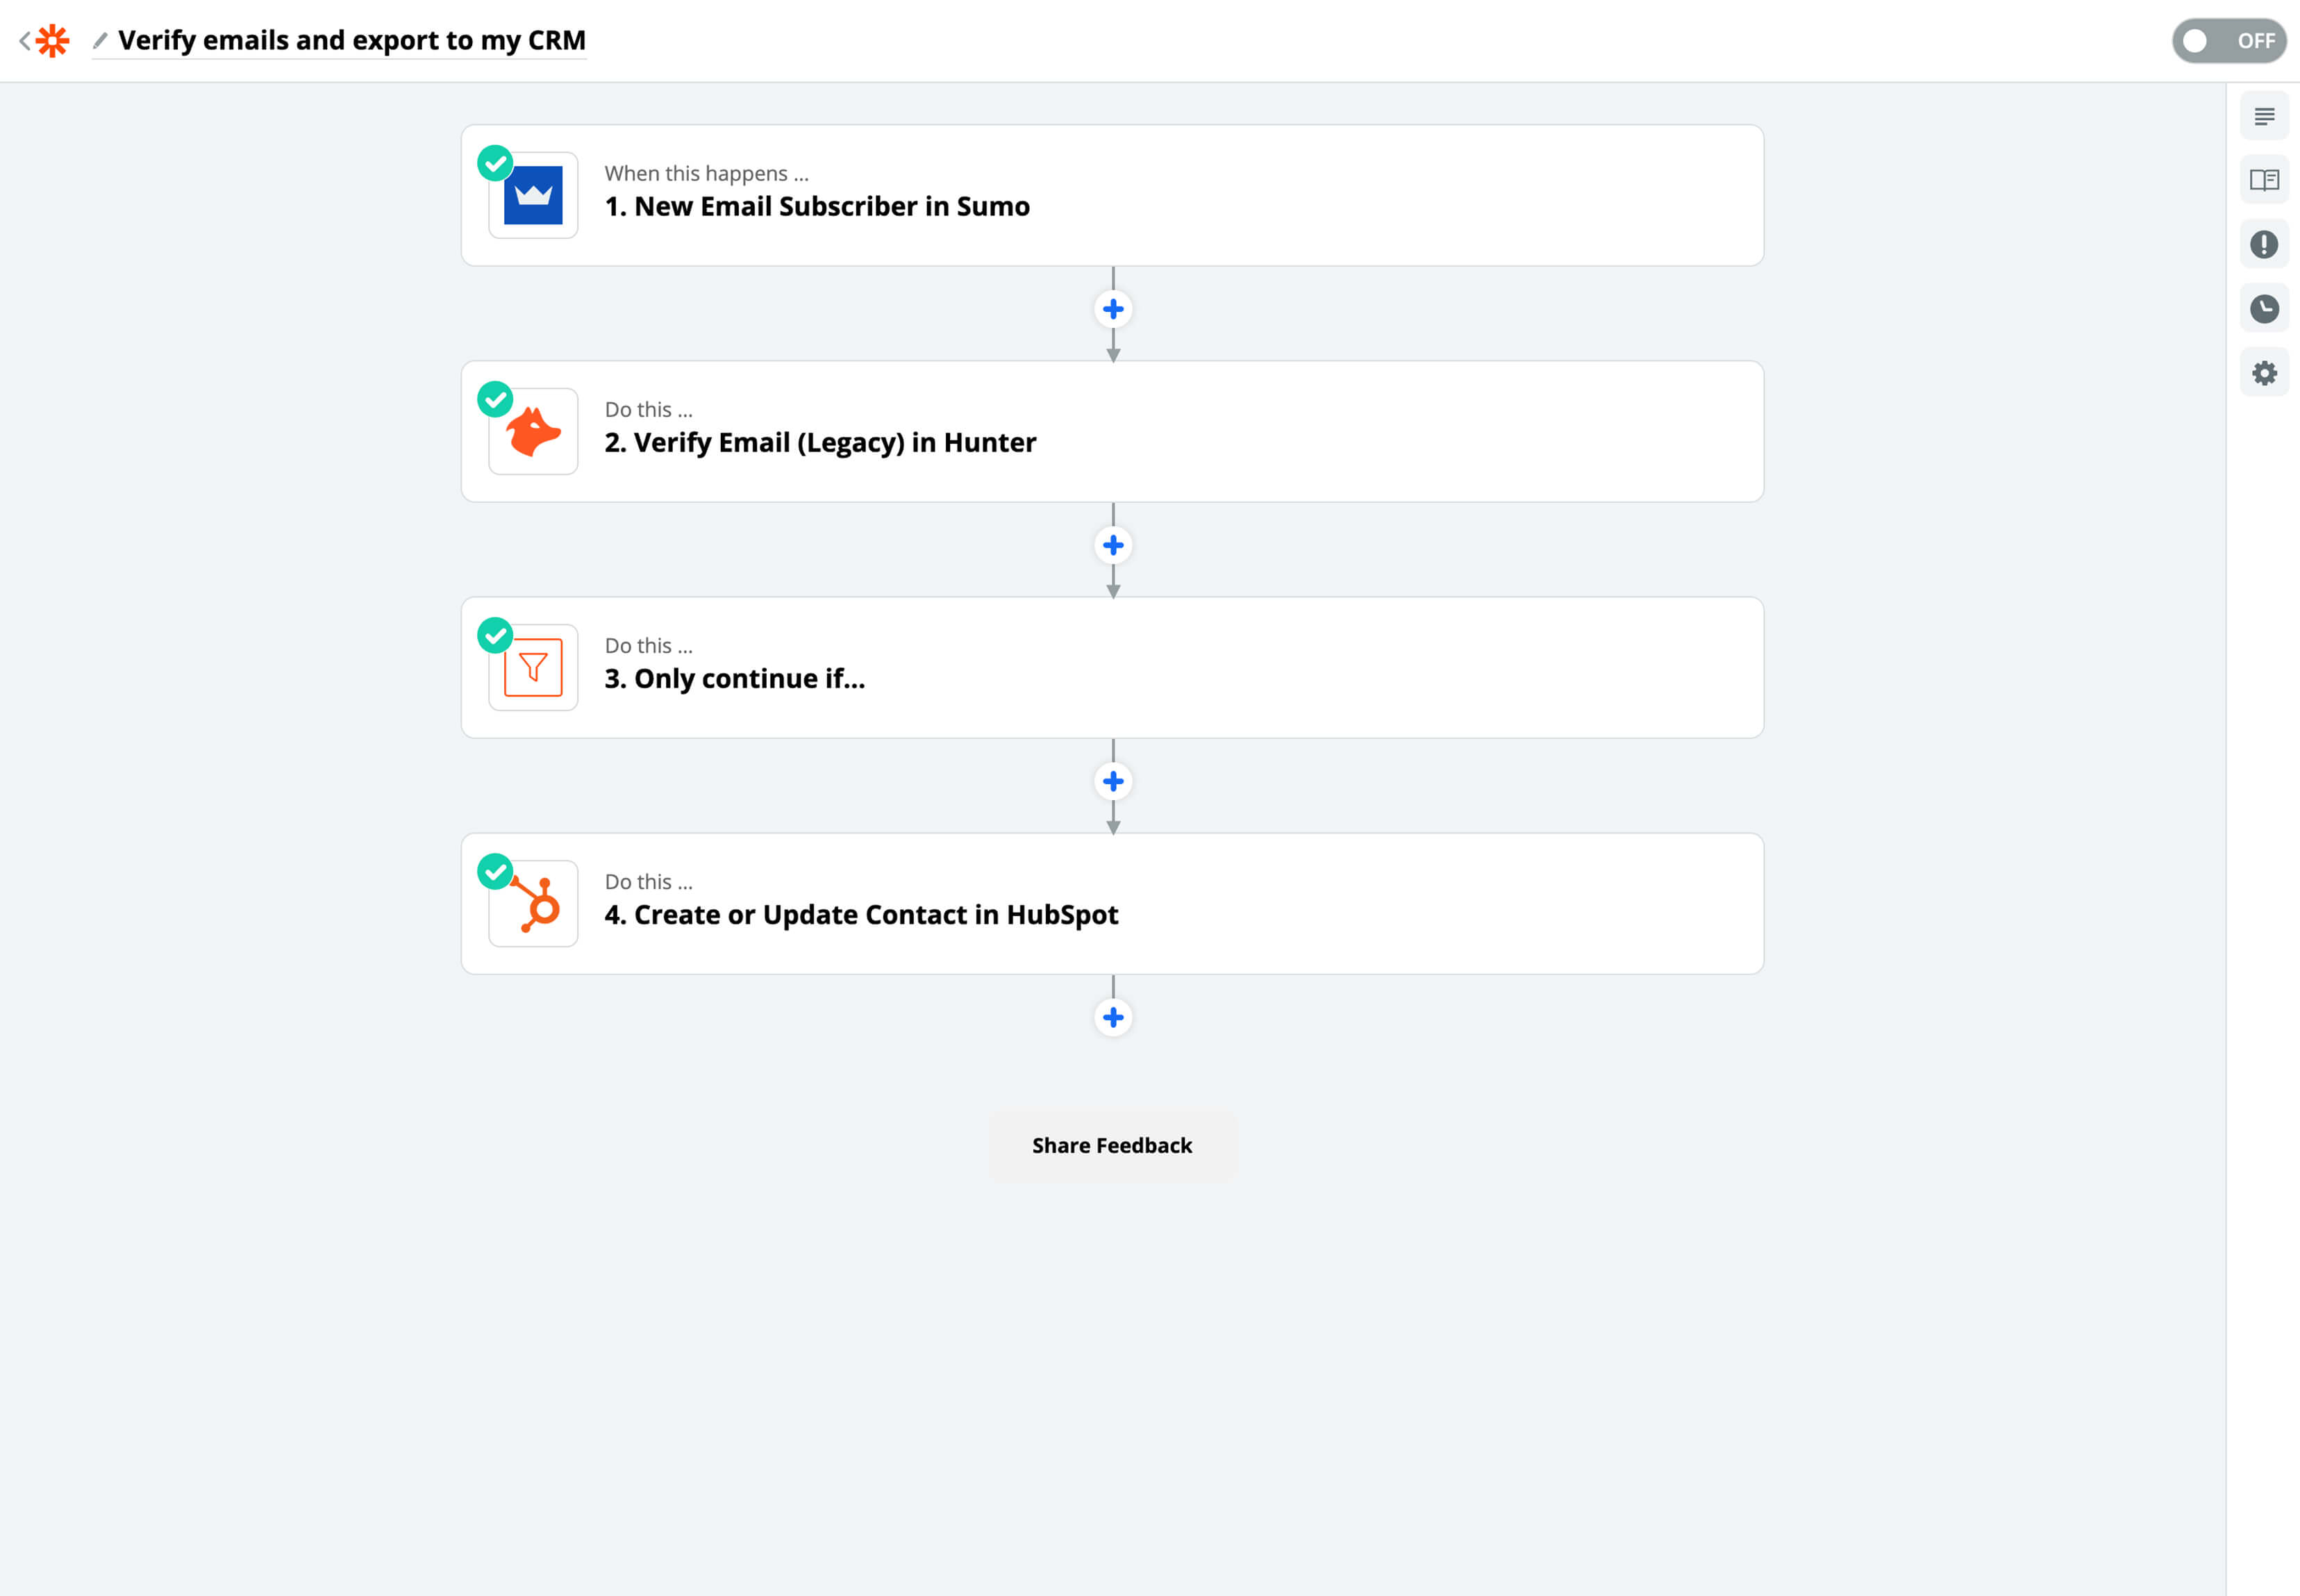 Verify emails and export to my CRM
OFF
When this happens ...
1. New Email Subscriber in Sumo
Do this ...
2. Verify Email (Legacy) in Hunter
Do this ...
3. Only continue if...
Do this ...
4. Create or Update Contact in HubSpot
Share Feedback